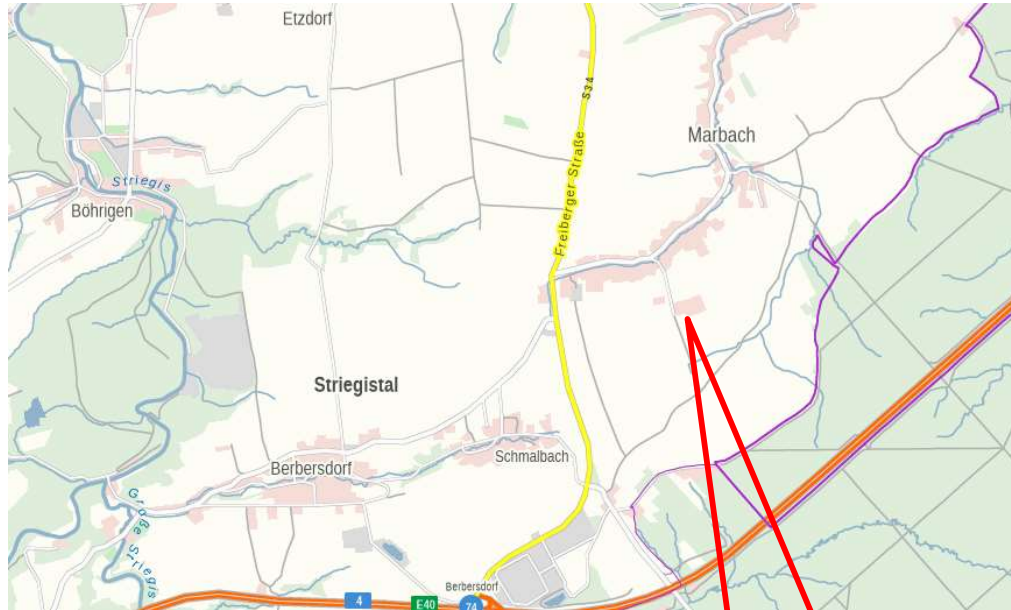 Etzdorf
S34
Marbach
Freiberger Straße
Striegis
Böhrigen
Striegistal
Schmalbach
Berbersdorf
Große Striegis
Berbersdorf
4
E40
74